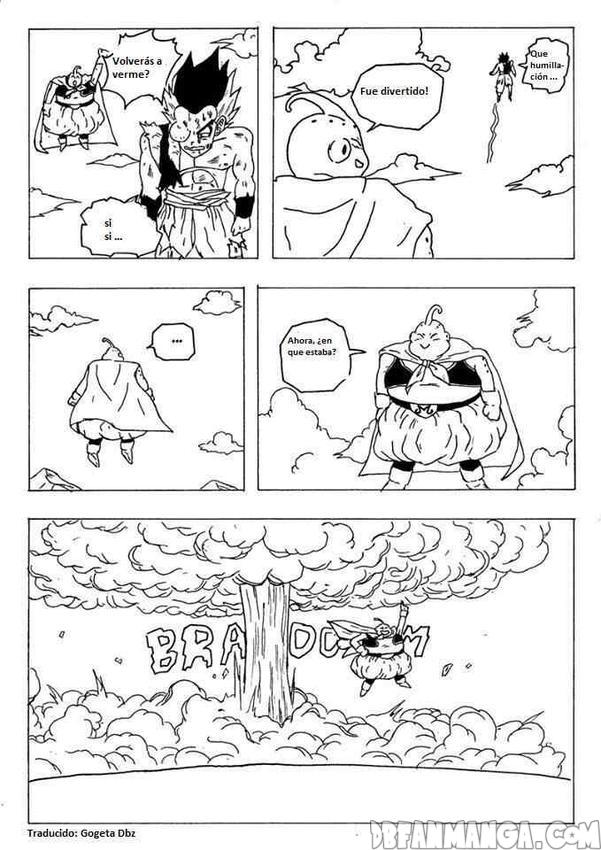 Volverás a
verme?
si
si ...
Fue divertido!
Que
humilla-
ción ...
...
Ahora, ¿en
que estaba?
BRA DO M
Traducido: Gogeta Dbz
DBFANMANGA.COM